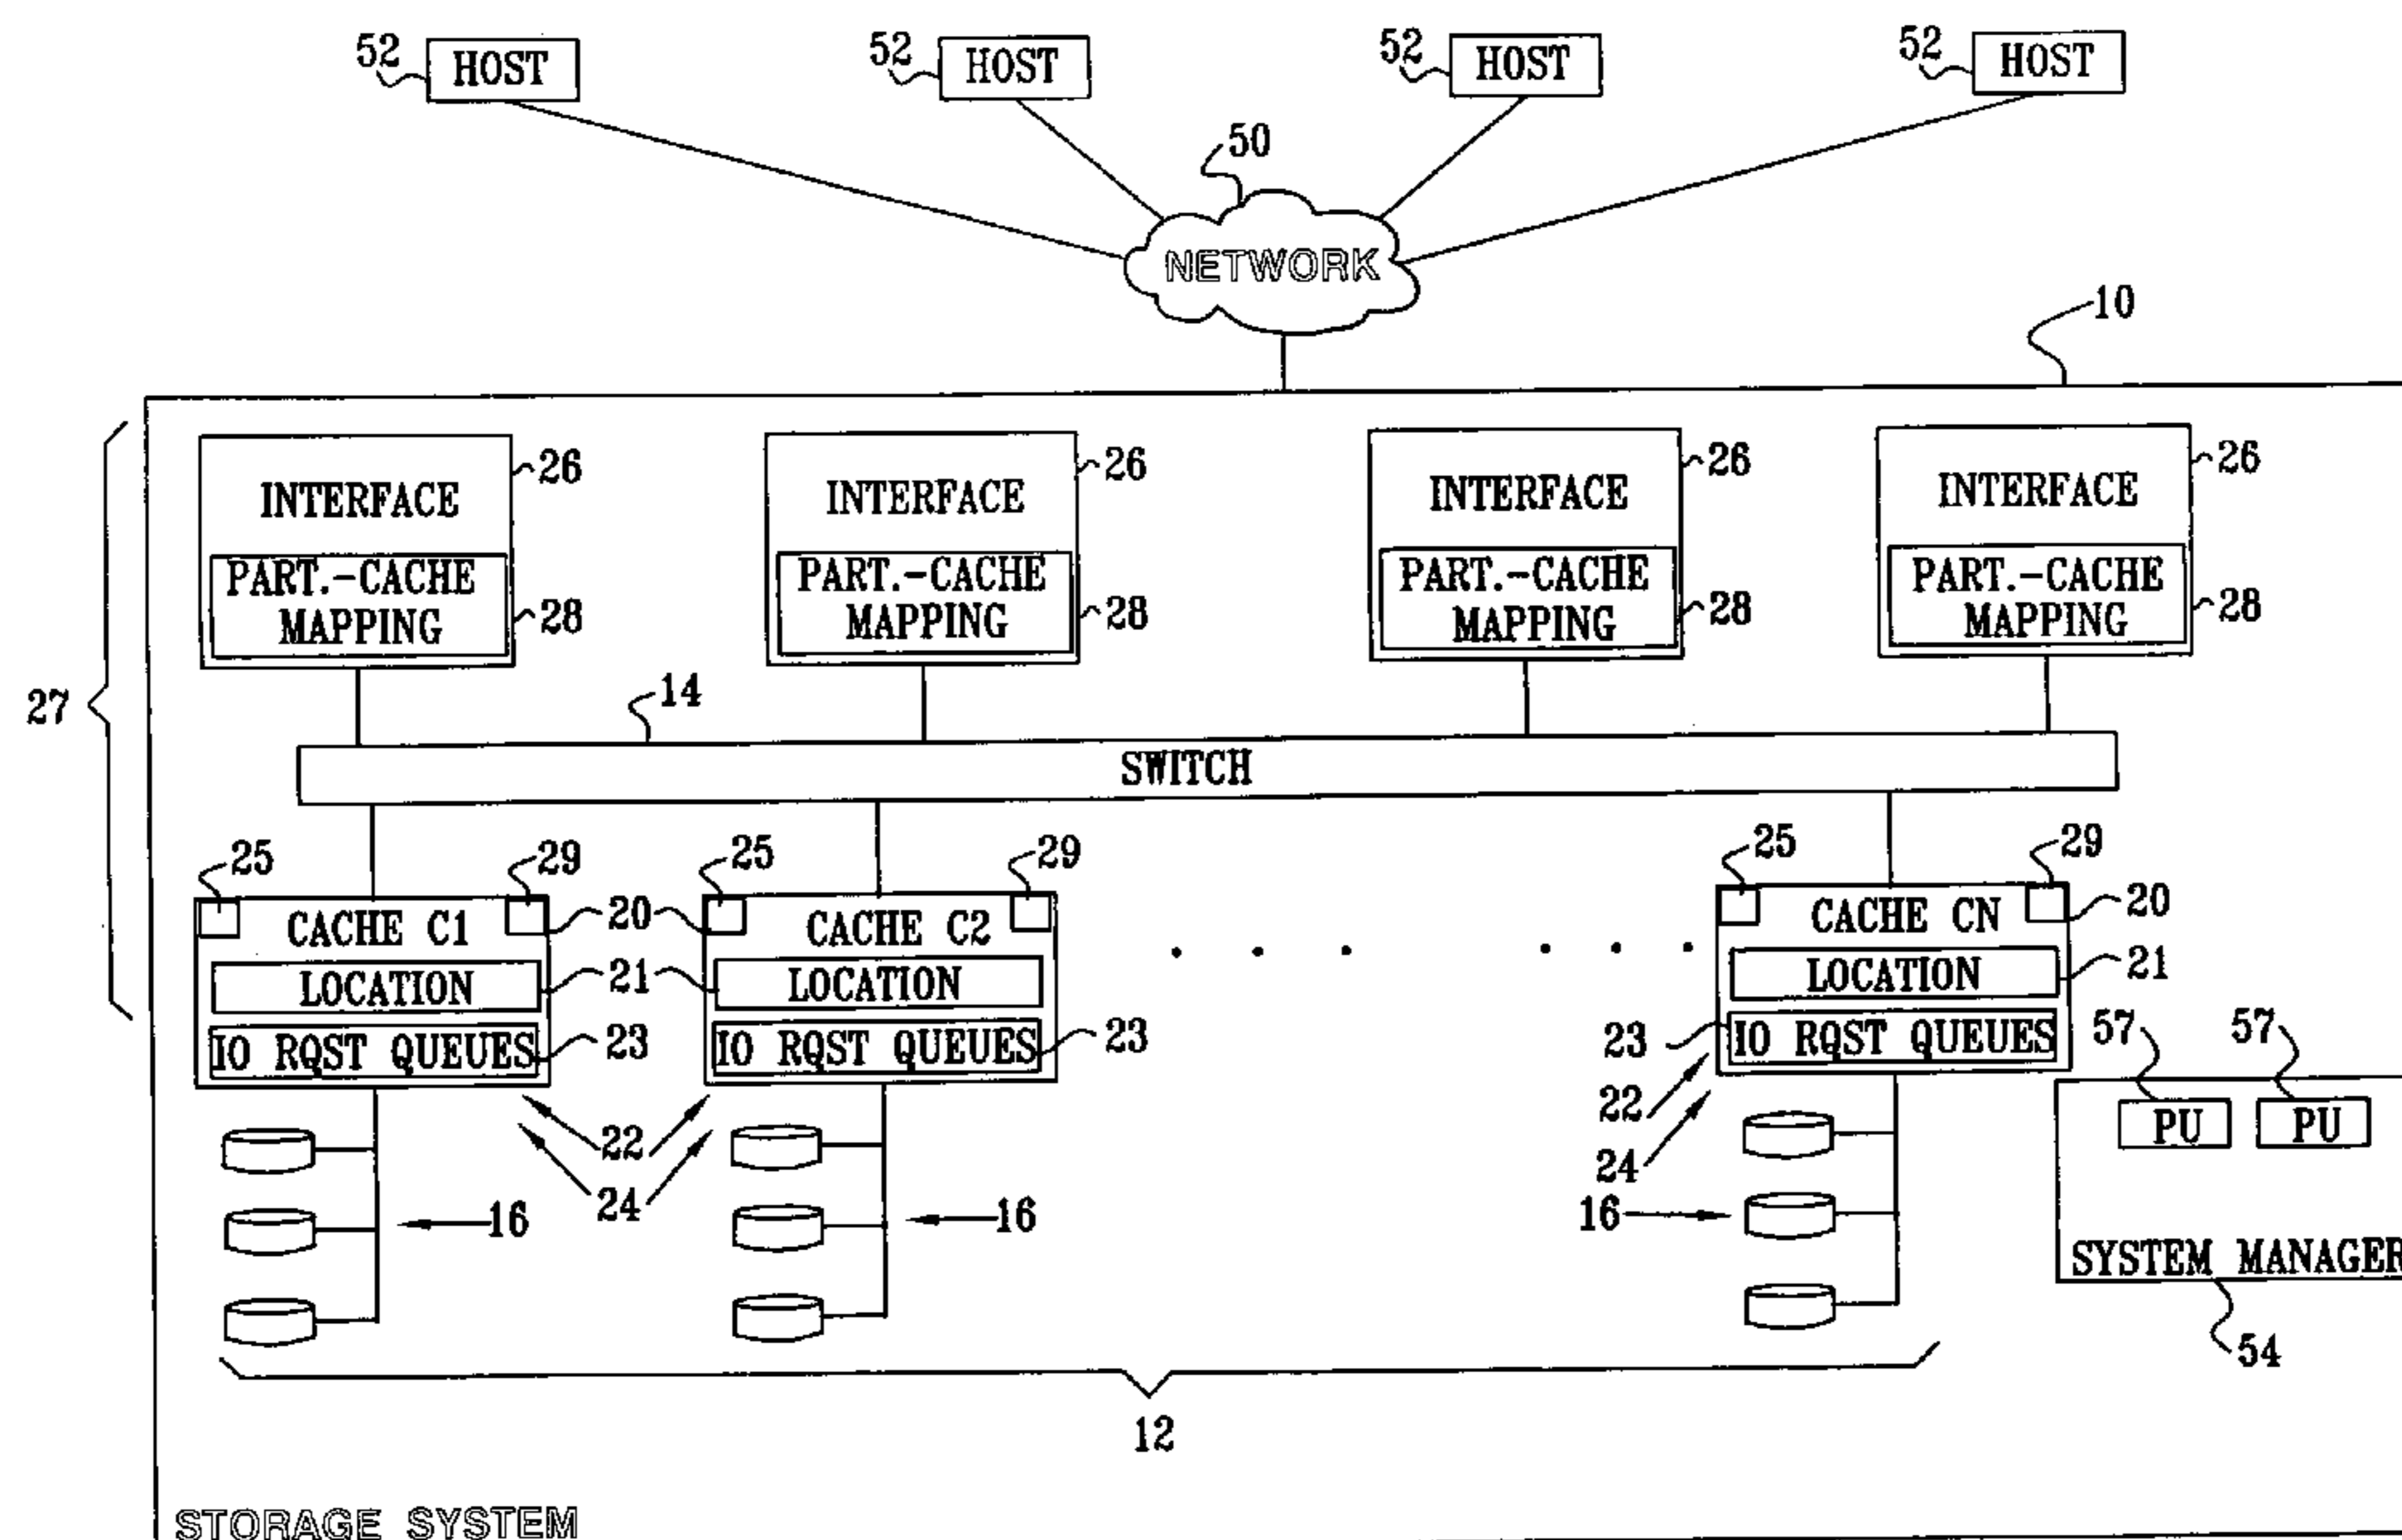 52 HOST 52 HOST 52 HOST 52 HOST
50
NETWORK
10
INTERFACE 26 INTERFACE 26 INTERFACE 26 INTERFACE 26
PART.-CACHE PART.-CACHE PART.-CACHE PART.-CACHE
MAPPING 28 MAPPING 28 MAPPING 28 MAPPING 28
27
14
SWITCH
25 29 25 29 25 29
CACHE C1 20 CACHE C2 CACHE CN 20
LOCATION 21 LOCATION LOCATION 21
IO RQST QUEUES 23 IO RQST QUEUES 23 23 IO RQST QUEUES
57 57
PU PU
22 22
24 24
16 16 16
SYSTEM MANAGER
54
12
STORAGE SYSTEM